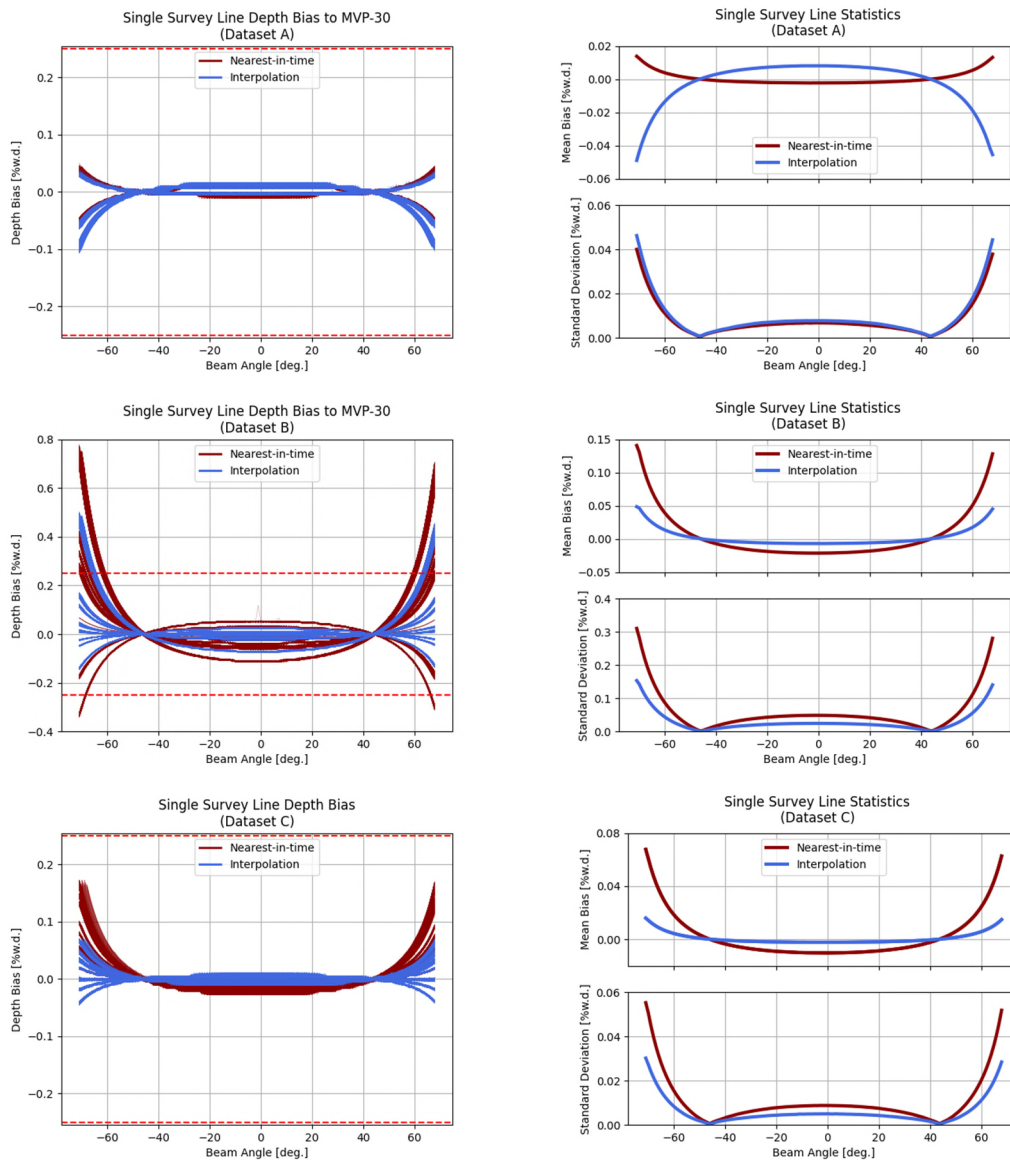 Single Survey Line Depth Bias to MVP-30
(Dataset A)
Nearest-in-time
Interpolation
Depth Bias [%w.d.]
0.2
0.1
0.0
−0.1
−0.2
−60 −40 −20 0 20 40 60
Beam Angle [deg.]
Single Survey Line Statistics
(Dataset A)
Mean Bias [%w.d.]
0.02
0.00
−0.02
−0.04
−0.06
Nearest-in-time
Interpolation
Standard Deviation [%w.d.]
0.06
0.04
0.02
0.00
−60 −40 −20 0 20 40 60
Beam Angle [deg.]
Single Survey Line Depth Bias to MVP-30
(Dataset B)
Nearest-in-time
Interpolation
Depth Bias [%w.d.]
0.8
0.6
0.4
0.2
0.0
−0.2
−0.4
−60 −40 −20 0 20 40 60
Beam Angle [deg.]
Single Survey Line Statistics
(Dataset B)
Nearest-in-time
Interpolation
Mean Bias [%w.d.]
0.15
0.10
0.05
0.00
−0.05
Standard Deviation [%w.d.]
0.4
0.3
0.2
0.1
0.0
−60 −40 −20 0 20 40 60
Beam Angle [deg.]
Single Survey Line Depth Bias
(Dataset C)
Nearest-in-time
Interpolation
Depth Bias [%w.d.]
0.2
0.1
0.0
−0.1
−0.2
−60 −40 −20 0 20 40 60
Beam Angle [deg.]
Single Survey Line Statistics
(Dataset C)
Nearest-in-time
Interpolation
Mean Bias [%w.d.]
0.08
0.04
0.00
Standard Deviation [%w.d.]
0.06
0.04
0.02
0.00
−60 −40 −20 0 20 40 60
Beam Angle [deg.]